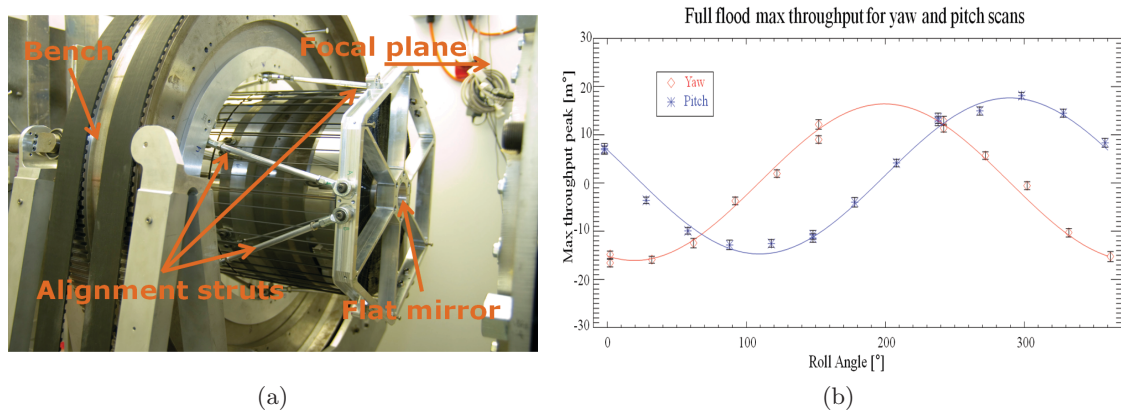 Bench
Focal plane
Alignment struts
Flat mirror
(a)
Full flood max throughput for yaw and pitch scans
Max throughput peak [m°]
30
20
10
0
-10
-20
-30
Yaw
Pitch
0
100
200
300
Roll Angle [°]
(b)